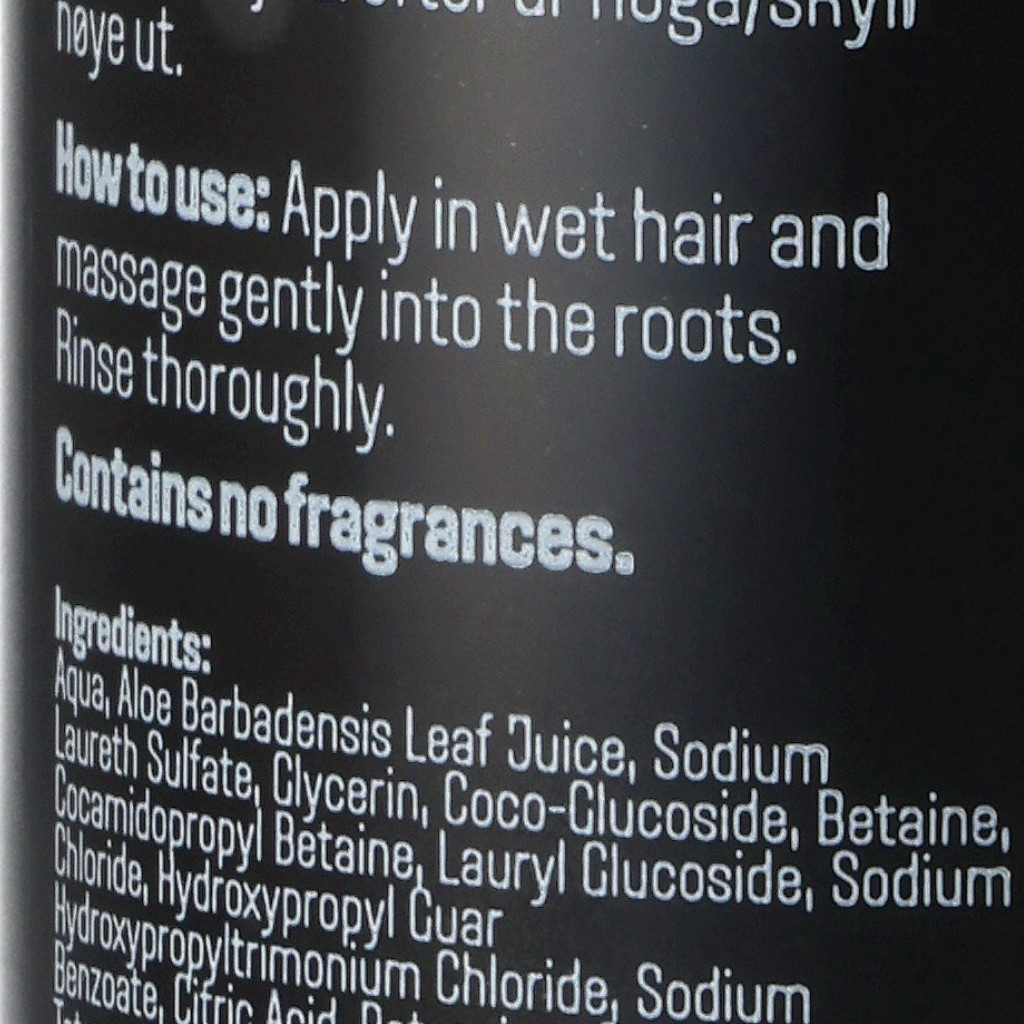 noga/skyll
nøye ut.
How to use: Apply in wet hair and
massage gently into the roots.
Rinse thoroughly.
Contains no fragrances.
Ingredients:
Aqua, Aloe Barbadensis Leaf Juice, Sodium
Laureth Sulfate, Glycerin, Coco-Glucoside, Betaine,
Cocamidopropyl Betaine, Lauryl Glucoside, Sodium
Chloride, Hydroxypropyl Guar
Hydroxypropyltrimonium Chloride, Sodium
Benzoate, Citric Acid,